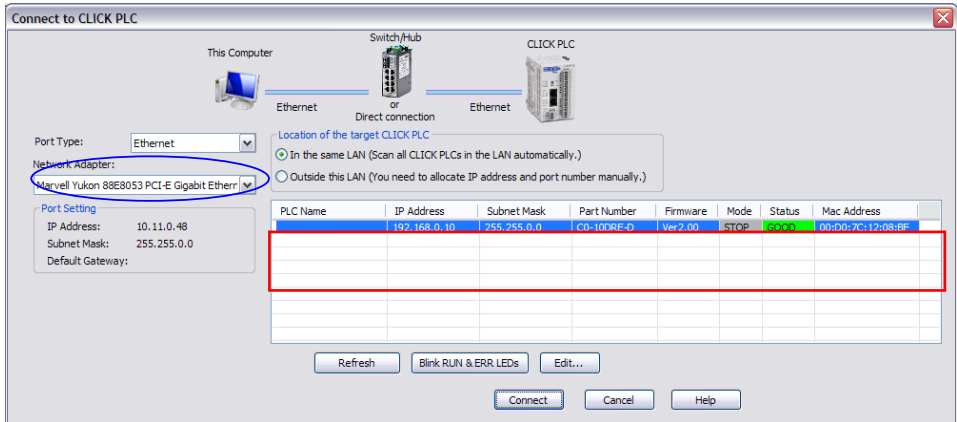 Connect to CLICK PLC
This Computer
Switch/Hub
CLICK PLC
Ethernet
or
Direct connection
Ethernet
Port Type: Ethernet
Network Adapter:
Marvell Yukon 88E8053 PCI-E Gigabit Ethern
Port Setting
IP Address: 10.11.0.48
Subnet Mask: 255.255.0.0
Default Gateway:
Location of the target CLICK PLC
In the same LAN (Scan all CLICK PLCs in the LAN automatically.)
Outside this LAN (You need to allocate IP address and port number manually.)
PLC Name IP Address Subnet Mask Part Number Firmware Mode Status Mac Address
192.168.0.10 255.255.0.0 C0-10DRE-D Ver2.00 STOP GOOD 00:D0:7C:12:08:BF
Refresh Blink RUN & ERR LEDs Edit...
Connect Cancel Help